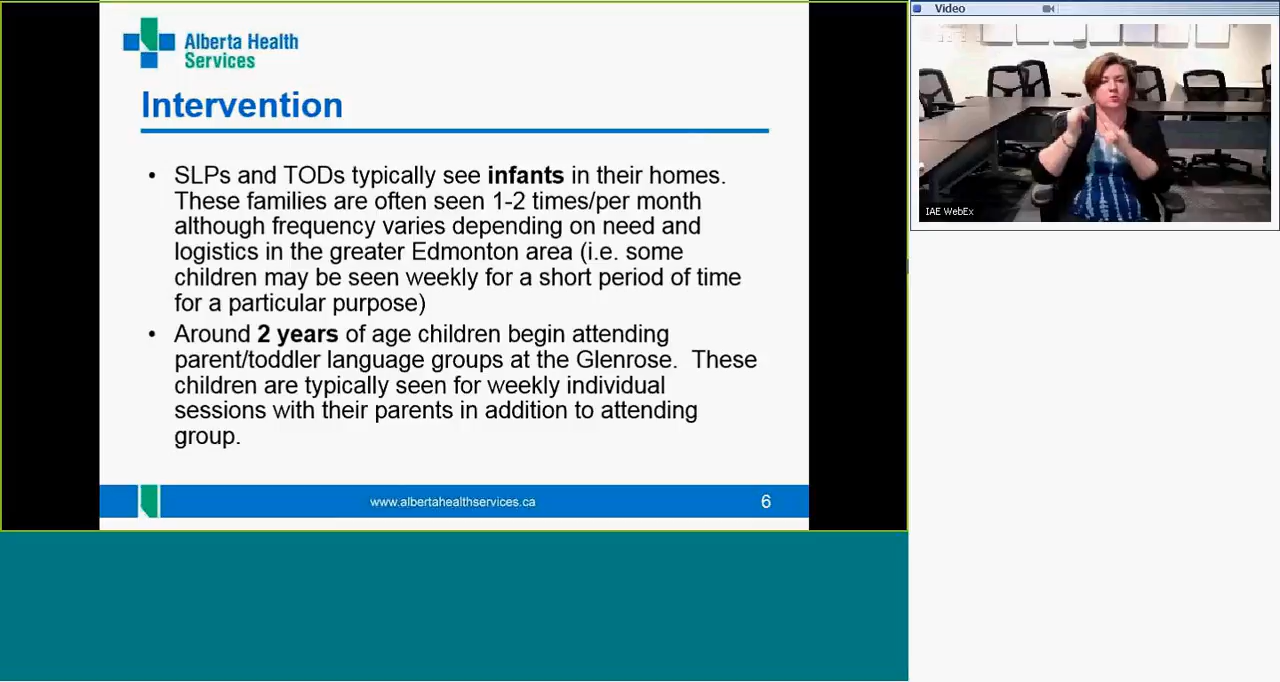 Alberta Health
Services
Intervention
• SLPs and TODs typically see infants in their homes.
These families are often seen 1-2 times/per month
although frequency varies depending on need and
logistics in the greater Edmonton area (i.e. some
children may be seen weekly for a short period of time
for a particular purpose)
• Around 2 years of age children begin attending
parent/toddler language groups at the Glenrose.  These
children are typically seen for weekly individual
sessions with their parents in addition to attending
group.
www.albertahealthservices.ca
6
Video
IAE WebEx